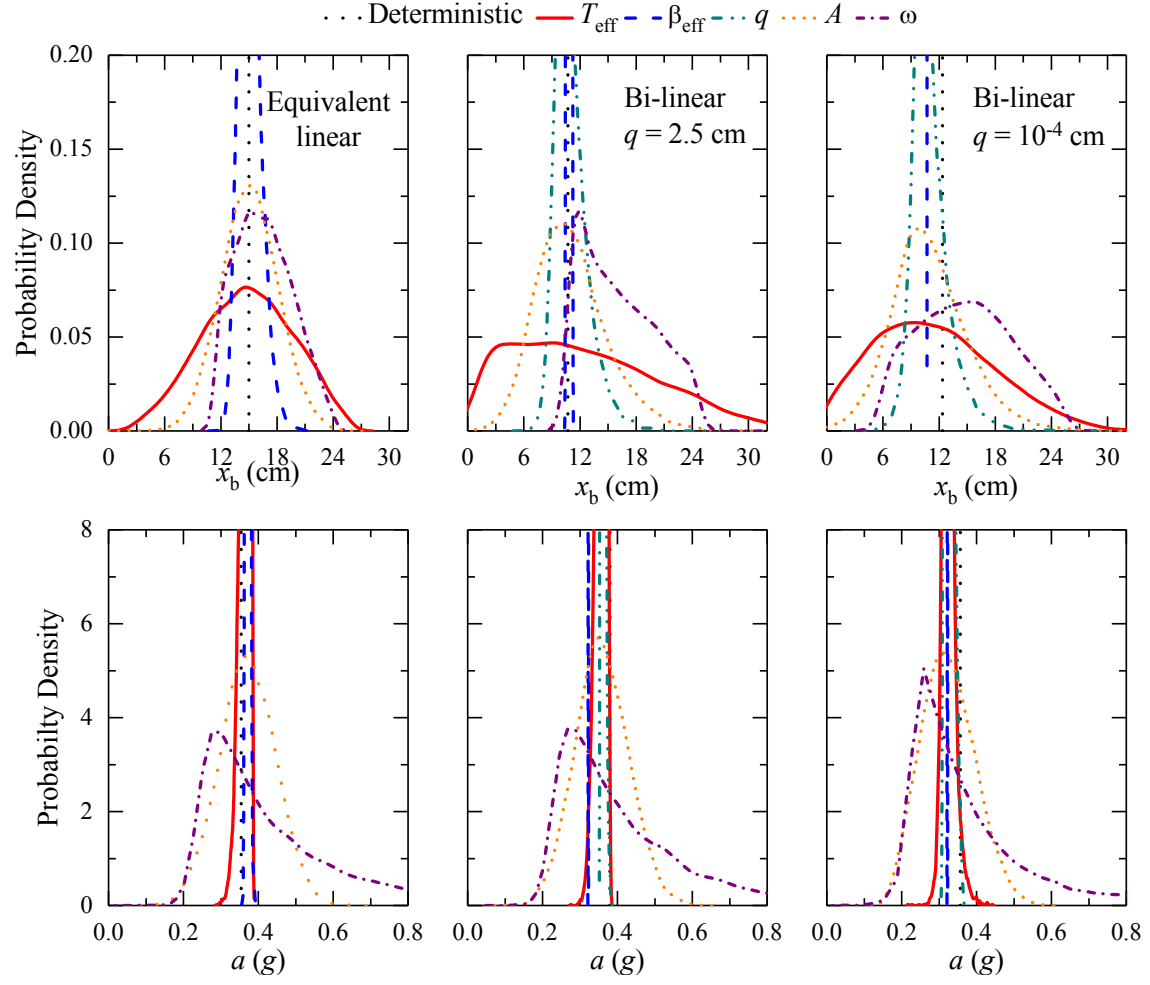 Deterministic T_eff β_eff q A ω
0.20
0.15
0.10
0.05
0.00
Probability Density
Equivalent
linear
0 6 12 18 24 30
x_b (cm)
Bi-linear
q = 2.5 cm
0 6 12 18 24 30
x_b (cm)
Bi-linear
q = 10^-4 cm
0 6 12 18 24 30
x_b (cm)
8
6
4
2
0
Probabilty Density
0.0 0.2 0.4 0.6 0.8
a (g)
0.0 0.2 0.4 0.6 0.8
a (g)
0.0 0.2 0.4 0.6 0.8
a (g)